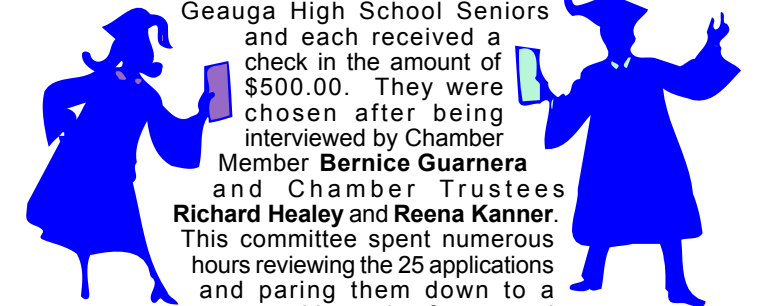 Geauga High School Seniors
and each received a
check in the amount of
$500.00. They were
chosen after being
interviewed by Chamber
Member Bernice Guarnera
and Chamber Trustees
Richard Healey and Reena Kanner.
This committee spent numerous
hours reviewing the 25 applications
and paring them down to a